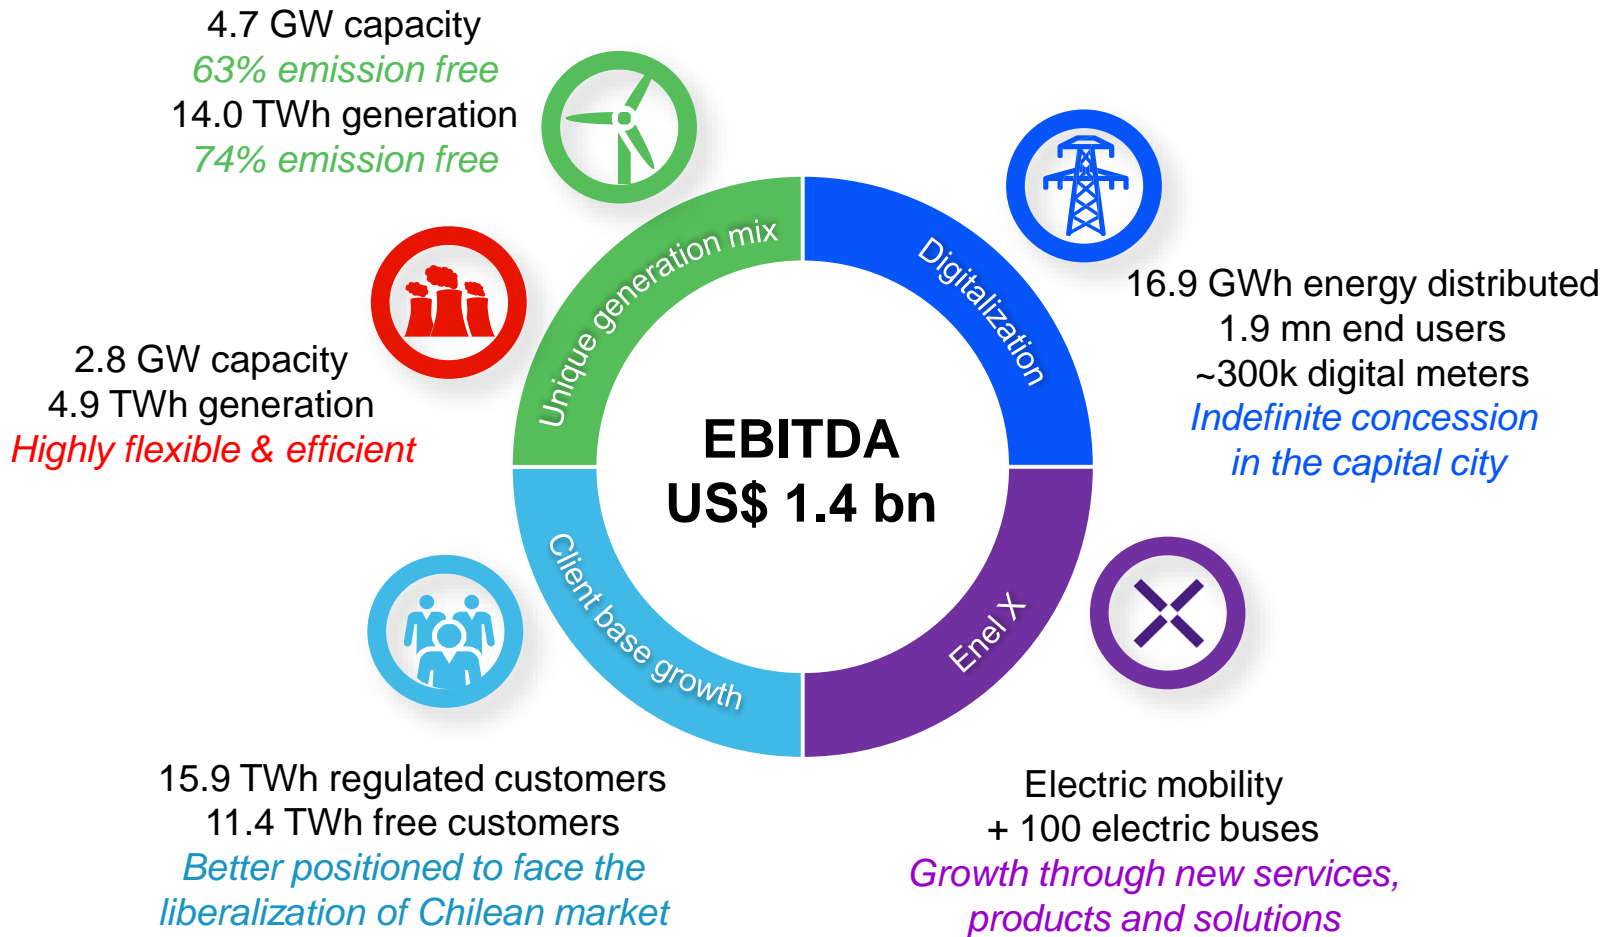 4.7 GW capacity
63% emission free
14.0 TWh generation
74% emission free
2.8 GW capacity
4.9 TWh generation
Highly flexible & efficient
Unique generation mix
Digitalization
16.9 GWh energy distributed
1.9 mn end users
~300k digital meters
Indefinite concession
in the capital city
EBITDA
US$ 1.4 bn
Client base growth
Enel X
15.9 TWh regulated customers
11.4 TWh free customers
Better positioned to face the
liberalization of Chilean market
Electric mobility
+ 100 electric buses
Growth through new services,
products and solutions